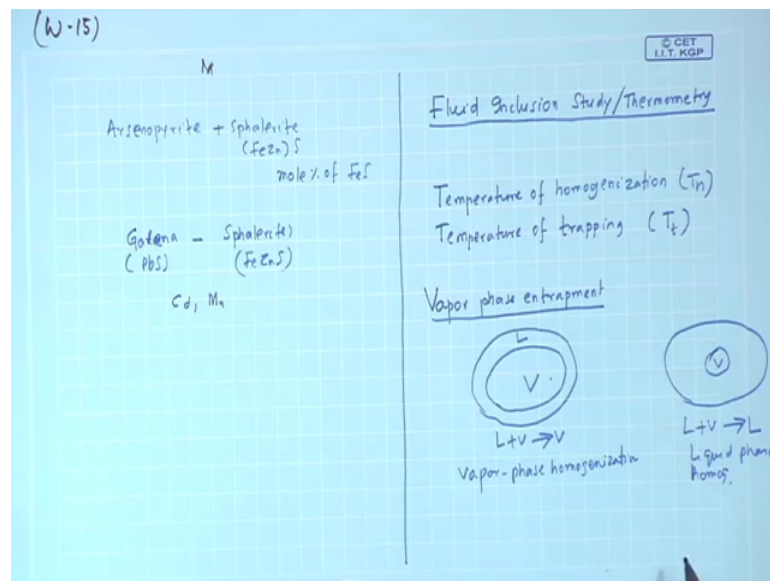 (W-15)
© CET
I.I.T. KGP
M
Arsenopyrite + Sphalerite
(FeZn)S
mole % of FeS
Galena - Sphalerite
(PbS) (FeZnS)
Cd, Mn
Fluid Inclusion Study/Thermometry
Temperature of homogenization (Th)
Temperature of trapping (Tt)
Vapor phase entrapment
L
V
V
L+V → V
Vapor-phase homogenization
L+V → L
Liquid phas
homog.